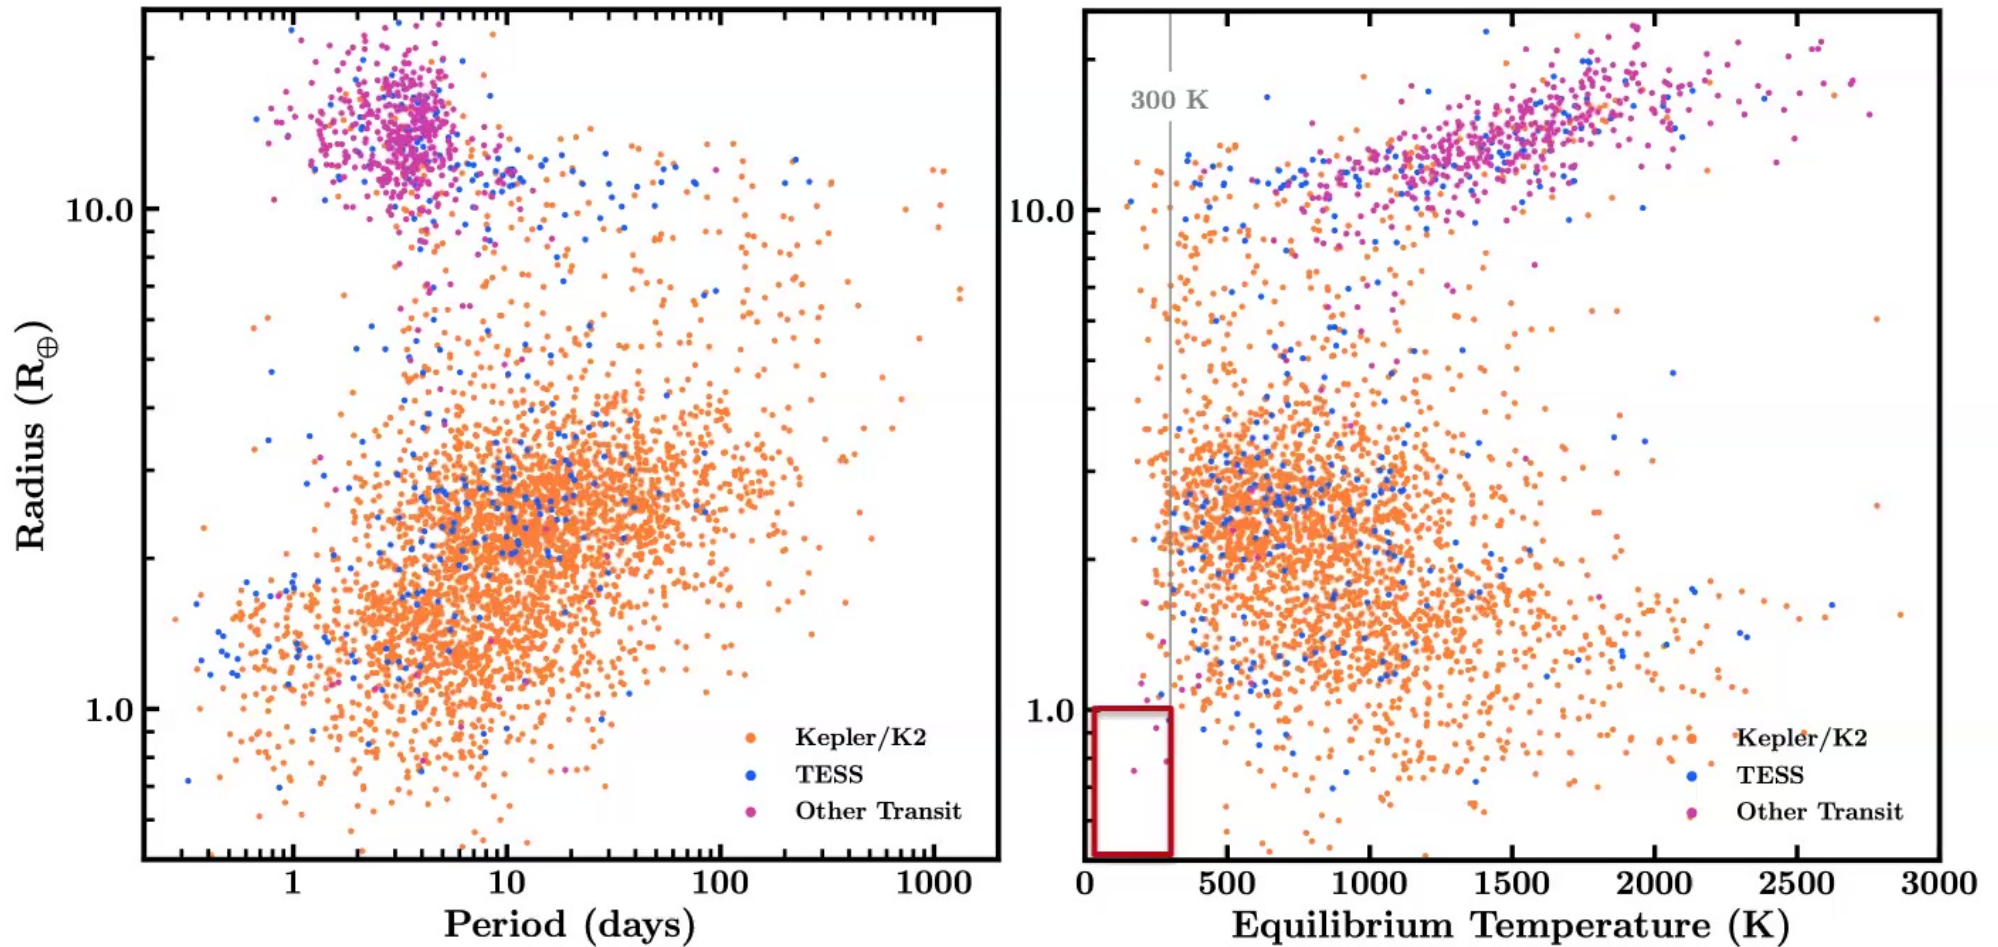 Radius (R⊕)
10.0
1.0
Kepler/K2
TESS
Other Transit
1 10 100 1000
Period (days)
300 K
10.0
1.0
Kepler/K2
TESS
Other Transit
0 500 1000 1500 2000 2500 3000
Equilibrium Temperature (K)